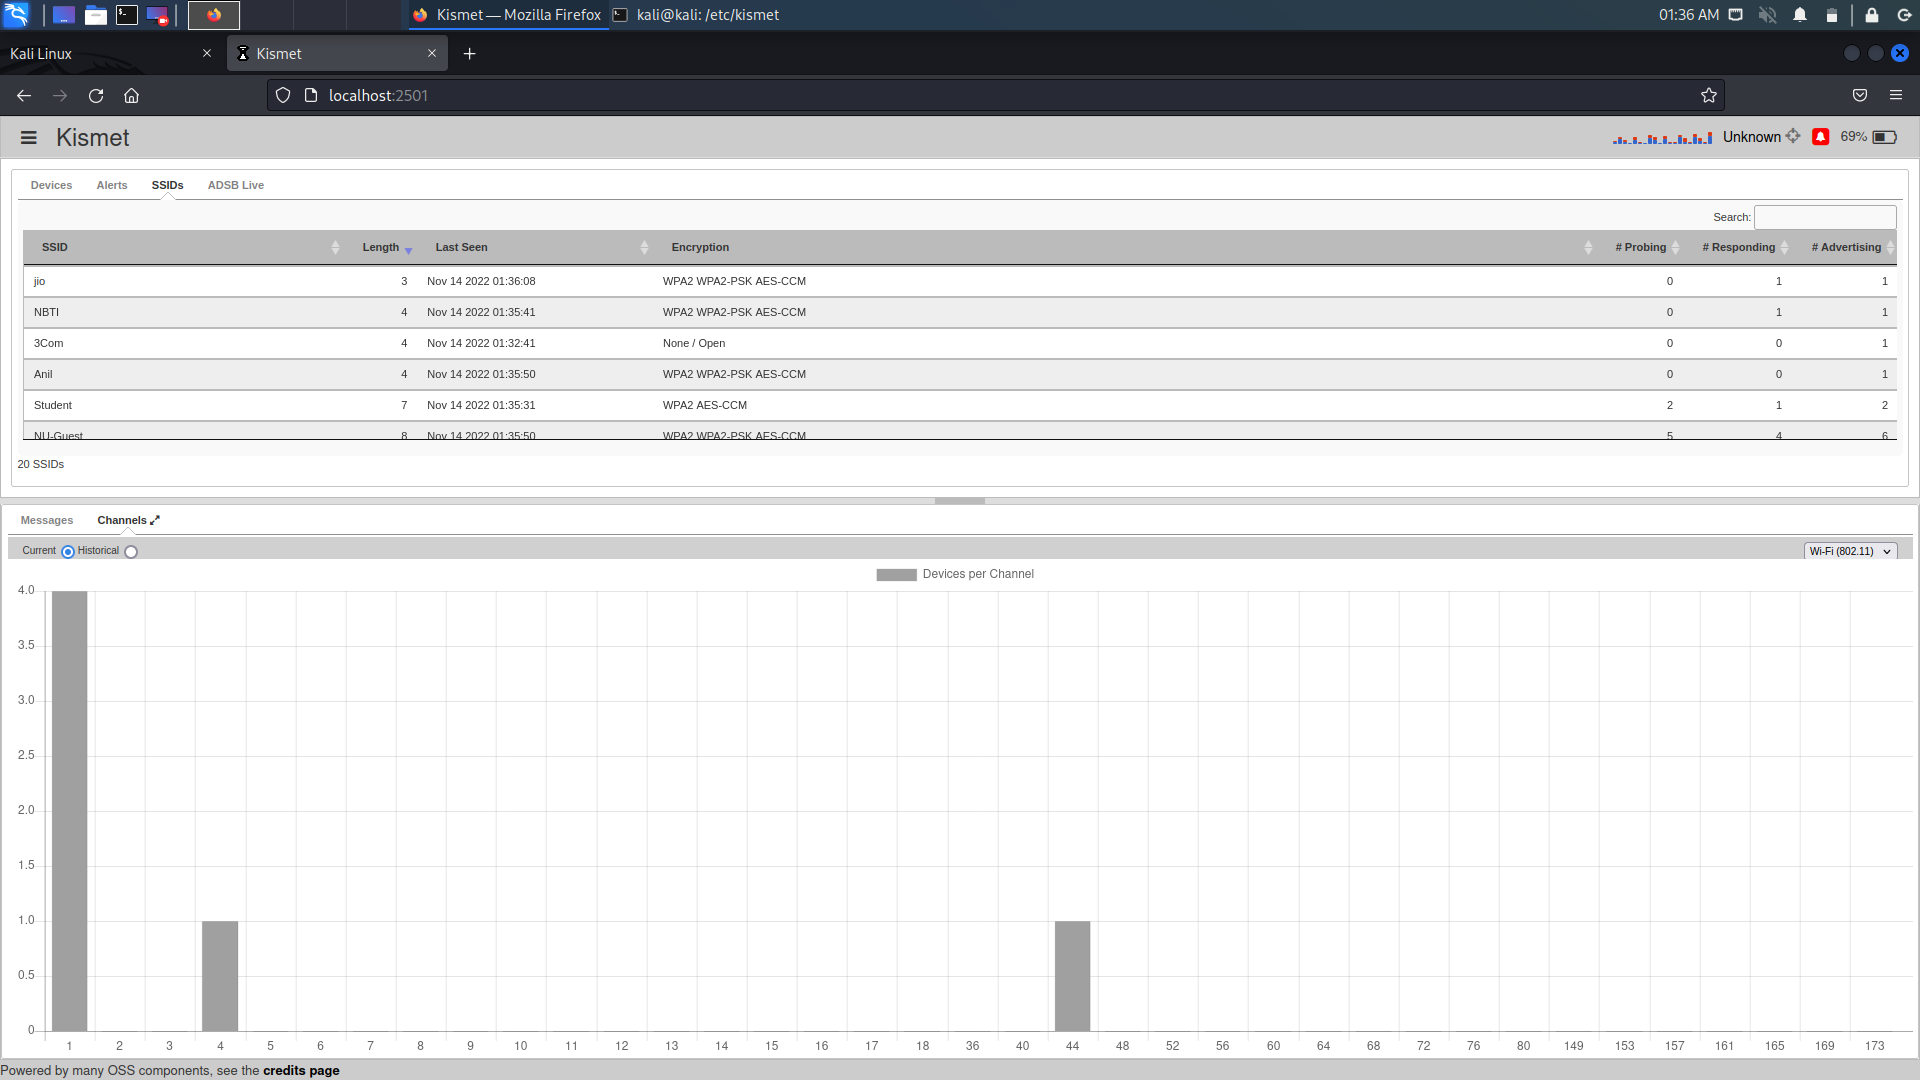 Kismet — Mozilla Firefox kali@kali: /etc/kismet 01:36 AM
Kali Linux Kismet
localhost:2501
Kismet Unknown 69%
Devices Alerts SSIDs ADSB Live
Search:
SSID Length Last Seen Encryption # Probing # Responding # Advertising
jio 3 Nov 14 2022 01:36:08 WPA2 WPA2-PSK AES-CCM 0 1 1
NBTI 4 Nov 14 2022 01:35:41 WPA2 WPA2-PSK AES-CCM 0 1 1
3Com 4 Nov 14 2022 01:32:41 None / Open 0 0 1
Anil 4 Nov 14 2022 01:35:50 WPA2 WPA2-PSK AES-CCM 0 0 1
Student 7 Nov 14 2022 01:35:31 WPA2 AES-CCM 2 1 2
NU-Guest 8 Nov 14 2022 01:35:50 WPA2 WPA2-PSK AES-CCM 5 4 6
20 SSIDs
Messages Channels
Current Historical Wi-Fi (802.11)
Devices per Channel
4.0
3.5
3.0
2.5
2.0
1.5
1.0
0.5
0
1 2 3 4 5 6 7 8 9 10 11 12 13 14 15 16 17 18 36 40 44 48 52 56 60 64 68 72 76 80 149 153 157 161 165 169 173
Powered by many OSS components, see the credits page